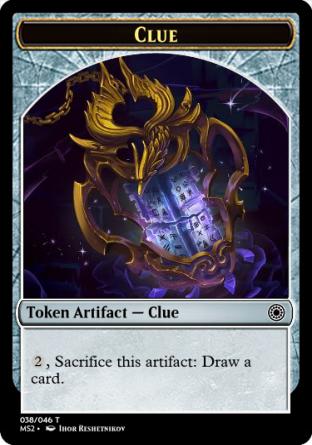 Clue
Token Artifact — Clue
2, Sacrifice this artifact: Draw a
card.
038/046 T
MS2 • Ihor Reshetnikov